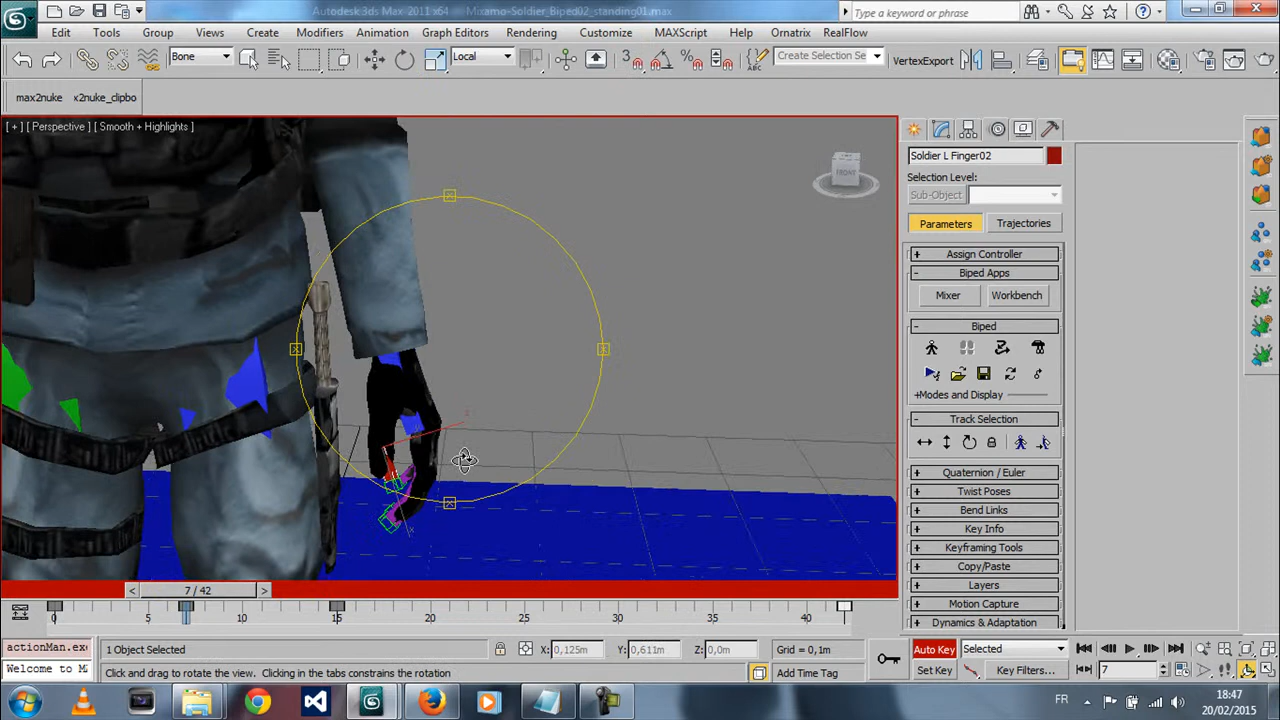 Autodesk 3ds Max 2011 x64 - Mixamo-Soldier_Biped02_standing01.max
Type a keyword or phrase
Edit Tools Group Views Create Modifiers Animation Graph Editors Rendering Customize MAXScript Help Ornatrix RealFlow
Bone Local Create Selection Se VertexExport
max2nuke x2nuke_clipbo
[ + ] [ Perspective ] [ Smooth + Highlights ]
FRONT
Soldier L Finger02
Selection Level:
Sub-Object
Parameters Trajectories
+ Assign Controller
- Biped Apps
Mixer Workbench
- Biped
+Modes and Display
- Track Selection
+ Quaternion / Euler
+ Twist Poses
+ Bend Links
+ Key Info
+ Keyframing Tools
+ Copy/Paste
+ Layers
+ Motion Capture
+ Dynamics & Adaptation
< 7 / 42 >
0 5 10 15 20 25 30 35 40
actionMan.ex 1 Object Selected X: 0,125m Y: 0,611m Z: 0,0m Grid = 0,1m Auto Key Selected
Welcome to M Click and drag to rotate the view. Clicking in the tabs constrains the rotation Add Time Tag Set Key Key Filters... 7
FR 18:47
20/02/2015